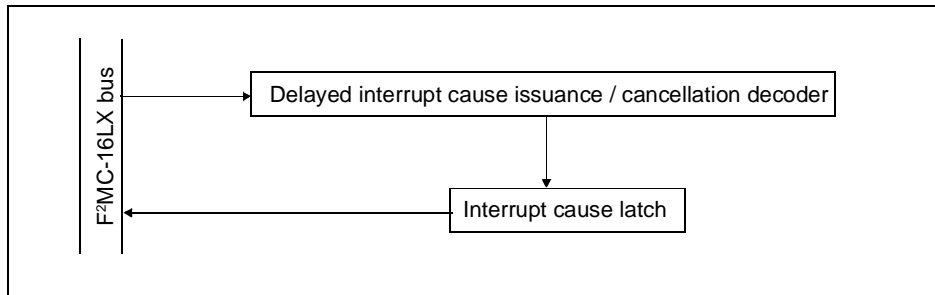 F²MC-16LX bus
Delayed interrupt cause issuance / cancellation decoder
Interrupt cause latch